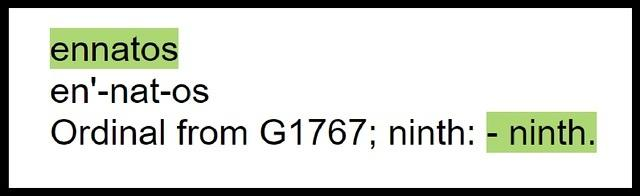 ennatos
en'-nat-os
Ordinal from G1767; ninth: - ninth.